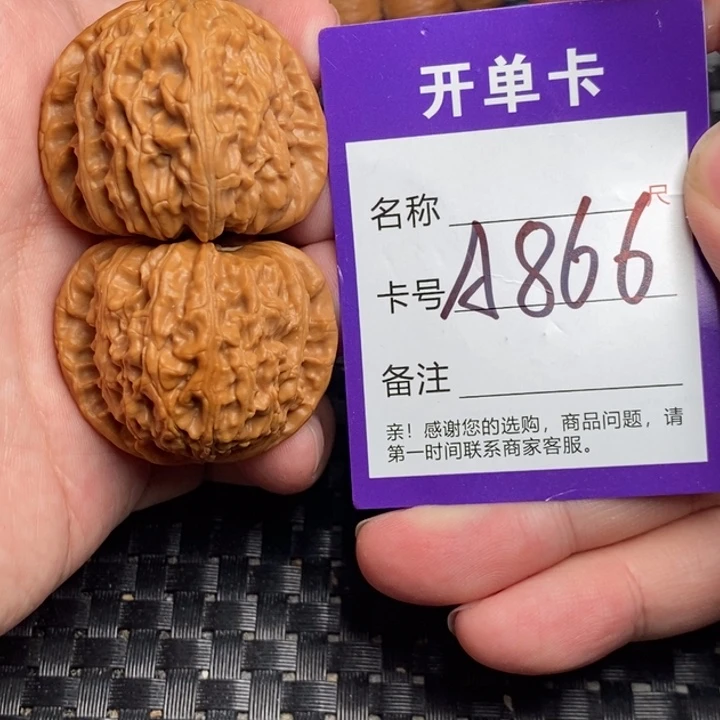 开单卡
名称 尺
卡号 A866
备注
亲！感谢您的选购，商品问题，请
第一时间联系商家客服。